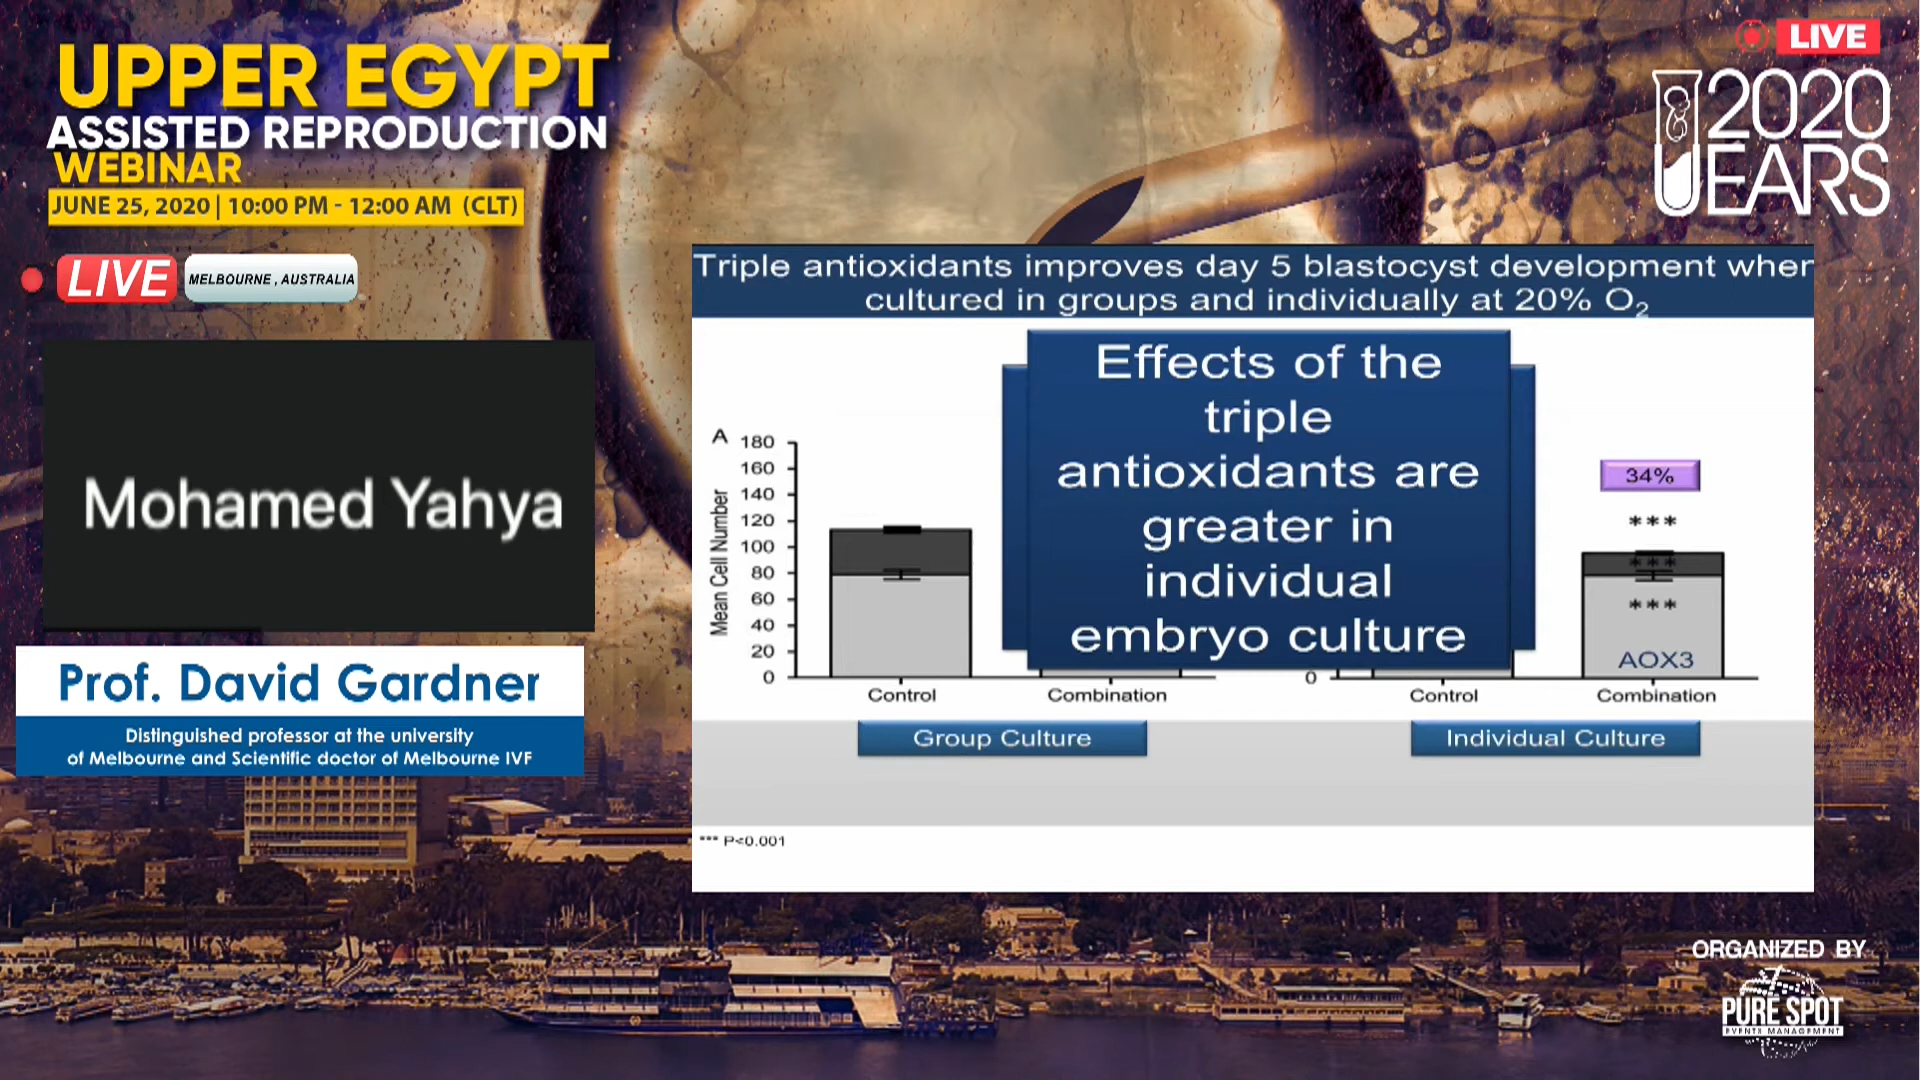 UPPER EGYPT
ASSISTED REPRODUCTION
WEBINAR
JUNE 25, 2020 | 10:00 PM - 12:00 AM (CLT)
LIVE
MELBOURNE , AUSTRALIA
LIVE
2020
UEARS
Mohamed Yahya
Prof. David Gardner
Distinguished professor at the university
of Melbourne and Scientific doctor of Melbourne IVF
Triple antioxidants improves day 5 blastocyst development when
cultured in groups and individually at 20% O₂
Effects of the
triple
antioxidants are
greater in
individual
embryo culture
A
Mean Cell Number
180
160
140
120
100
80
60
40
20
0
0
34%
***
***
***
AOX3
Control
Combination
Control
Combination
Group Culture
Individual Culture
*** P<0.001
ORGANIZED BY
PURE SPOT
EVENTS MANAGEMENT